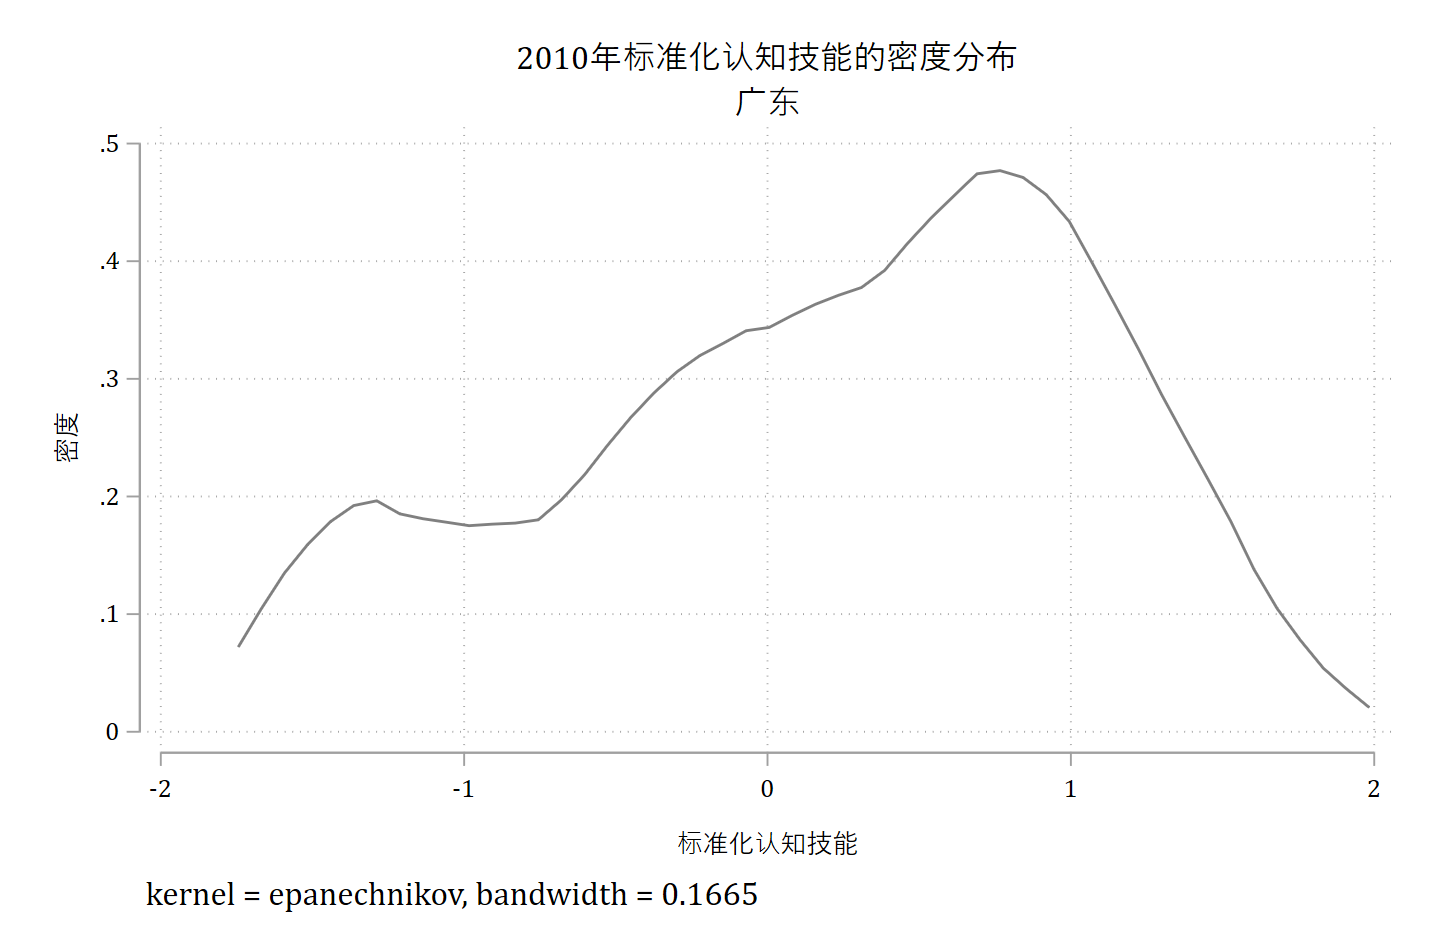 2010年标准化认知技能的密度分布
广东
.5
.4
.3
.2
.1
0
密度
-2 -1 0 1 2
标准化认知技能
kernel = epanechnikov, bandwidth = 0.1665